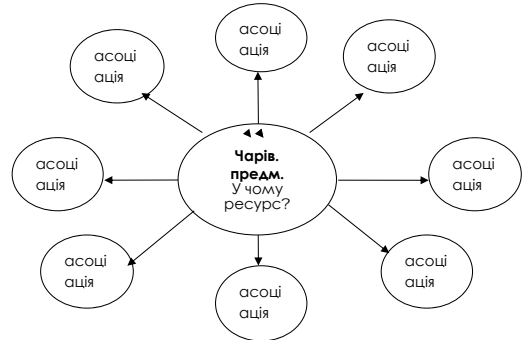 асоці
ація
асоці
ація
асоці
ація
асоці
ація
Чарів.
предм.
У чому
ресурс?
асоці
ація
асоці
ація
асоці
ація
асоці
ація